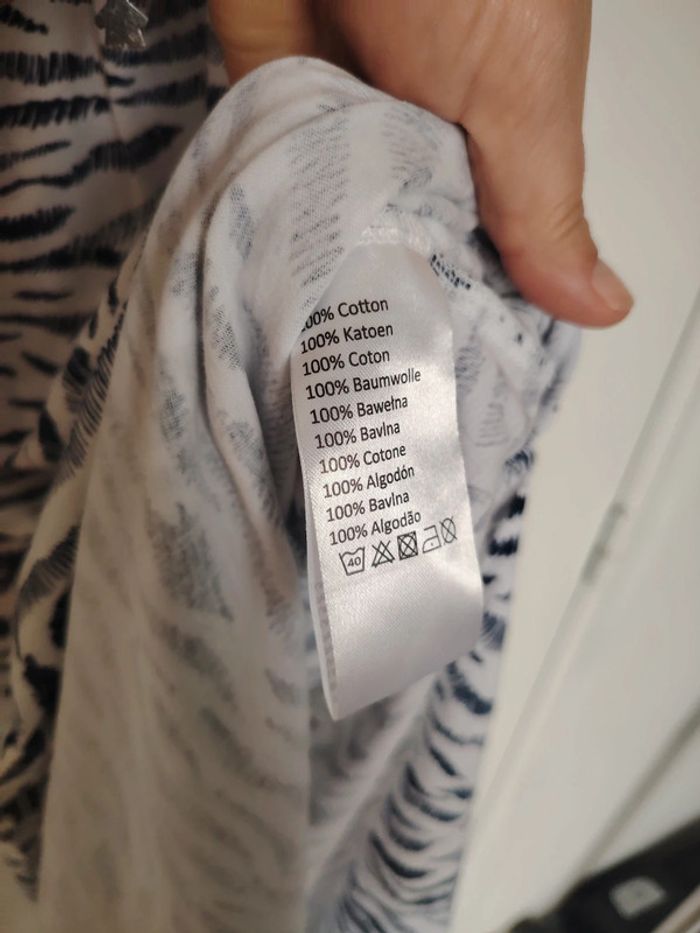 00% Cotton
100% Katoen
100% Coton
100% Baumwolle
100% Bawełna
100% Bavlna
100% Cotone
100% Algodón
100% Bavlna
100% Algodão
40